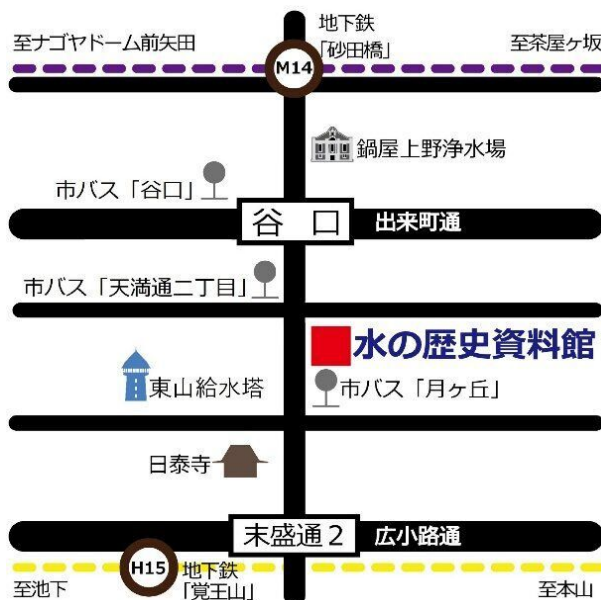 地下鉄
「砂田橋」
至ナゴヤドーム前矢田
至茶屋ヶ坂
M14
鍋屋上野浄水場
市バス「谷口」
谷口
出来町通
市バス「天満通二丁目」
水の歴史資料館
東山給水塔
市バス「月ヶ丘」
日泰寺
末盛通2
広小路通
H15
地下鉄
「覚王山」
至池下
至本山